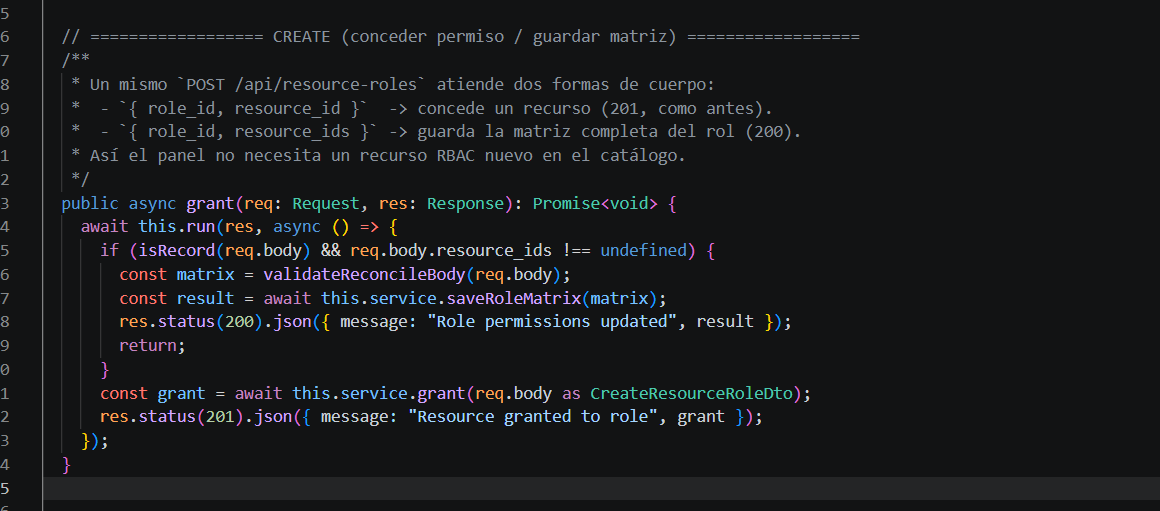 5
6 // ================== CREATE (conceder permiso / guardar matriz) ==================
7 /**
8 * Un mismo `POST /api/resource-roles` atiende dos formas de cuerpo:
9 *  - `{ role_id, resource_id }`  -> concede un recurso (201, como antes).
0 *  - `{ role_id, resource_ids }` -> guarda la matriz completa del rol (200).
1 * Así el panel no necesita un recurso RBAC nuevo en el catálogo.
2 */
3 public async grant(req: Request, res: Response): Promise<void> {
4   await this.run(res, async () => {
5     if (isRecord(req.body) && req.body.resource_ids !== undefined) {
6       const matrix = validateReconcileBody(req.body);
7       const result = await this.service.saveRoleMatrix(matrix);
8       res.status(200).json({ message: "Role permissions updated", result });
9       return;
0     }
1     const grant = await this.service.grant(req.body as CreateResourceRoleDto);
2     res.status(201).json({ message: "Resource granted to role", grant });
3   });
4 }
5